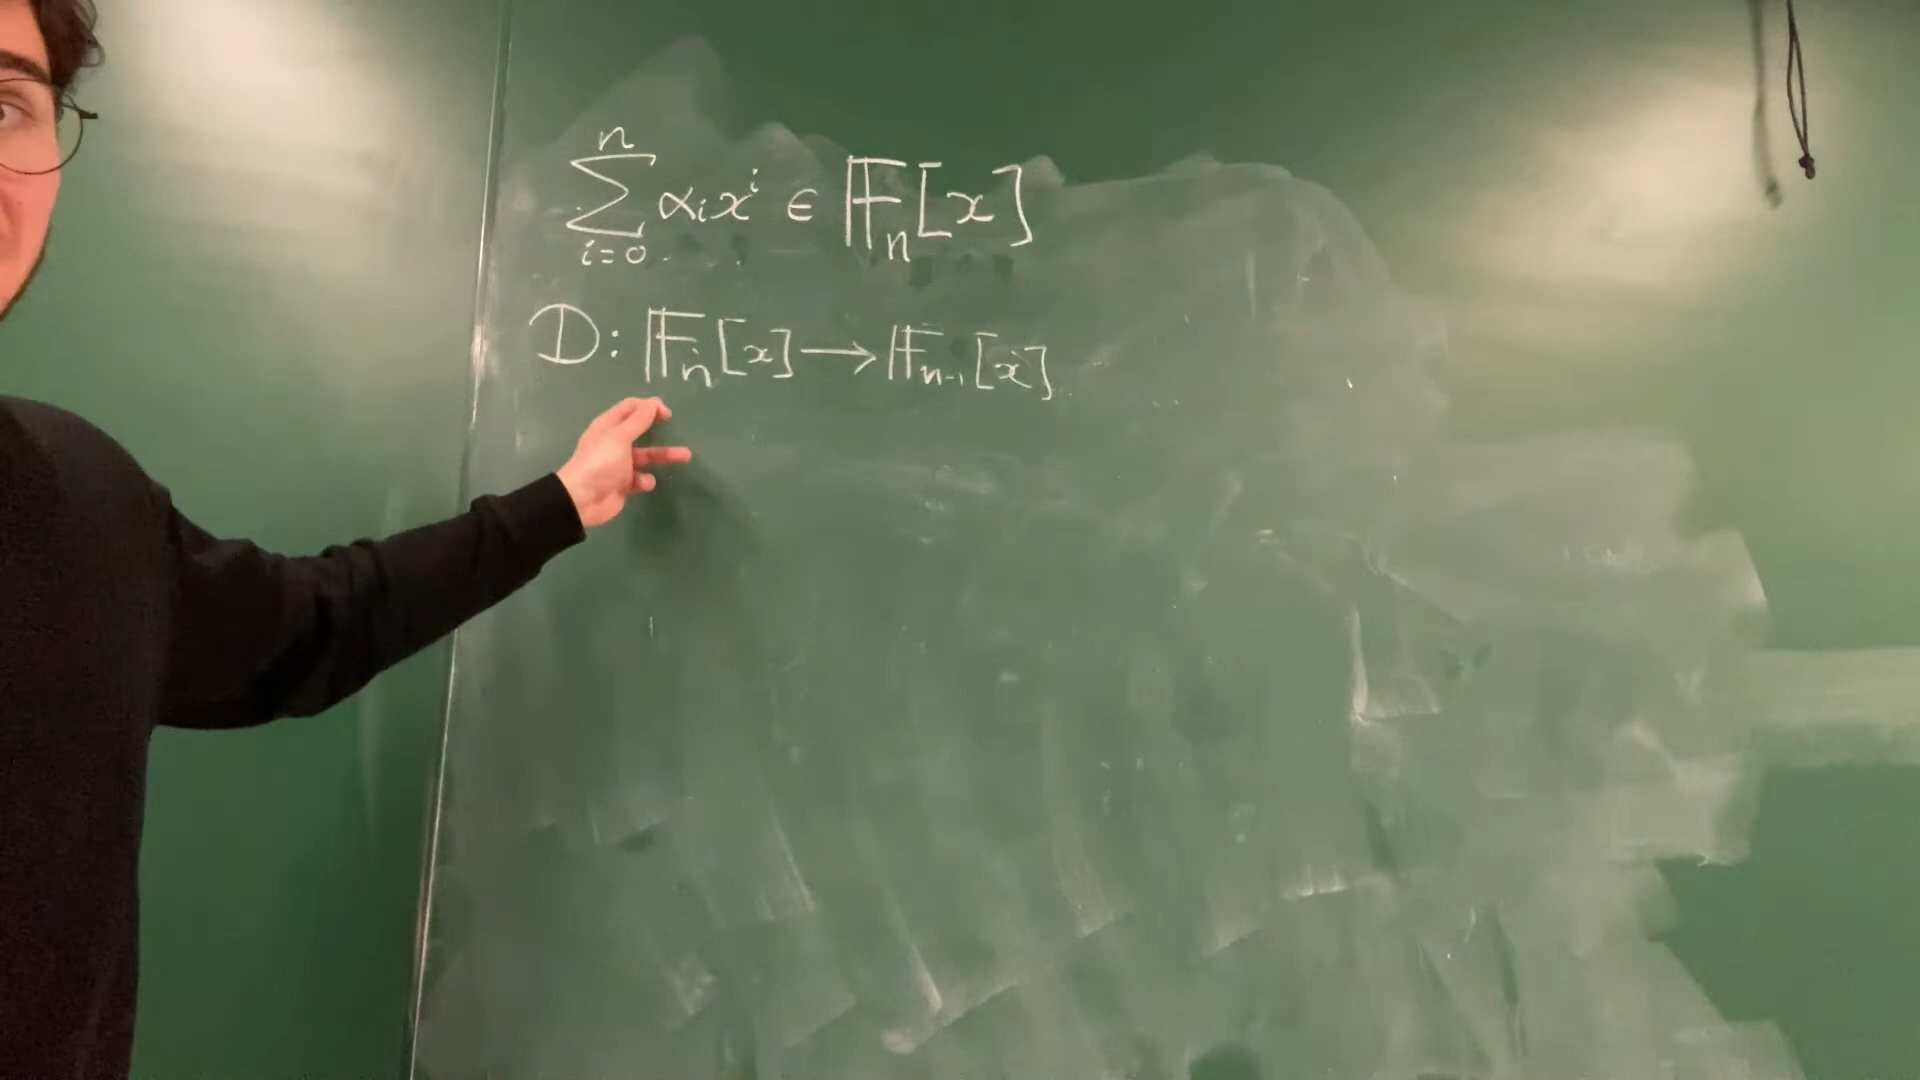 ∑_{i=0}^{n} α_i x^i ∈ 𝔽_n[x]
D: 𝔽_n[x] → 𝔽_{n-1}[x]